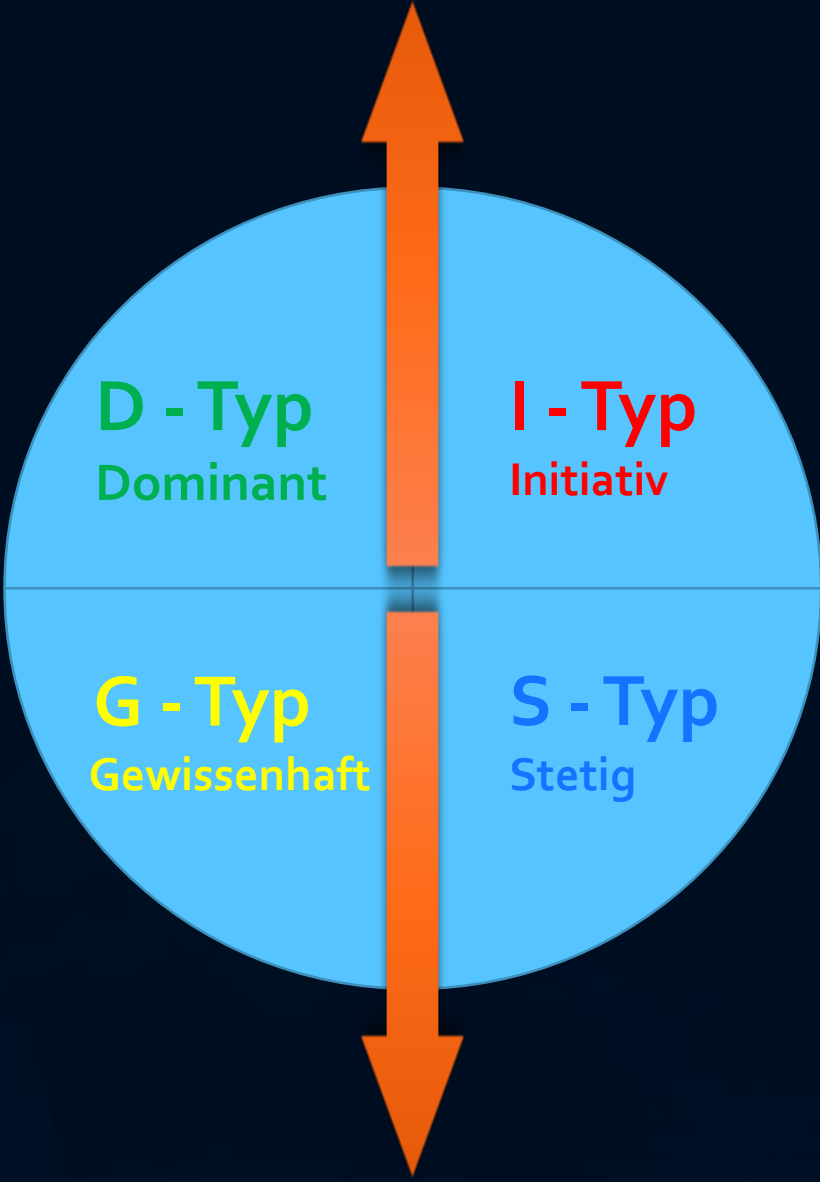 D - Typ
Dominant
I - Typ
Initiativ
G - Typ
Gewissenhaft
S - Typ
Stetig